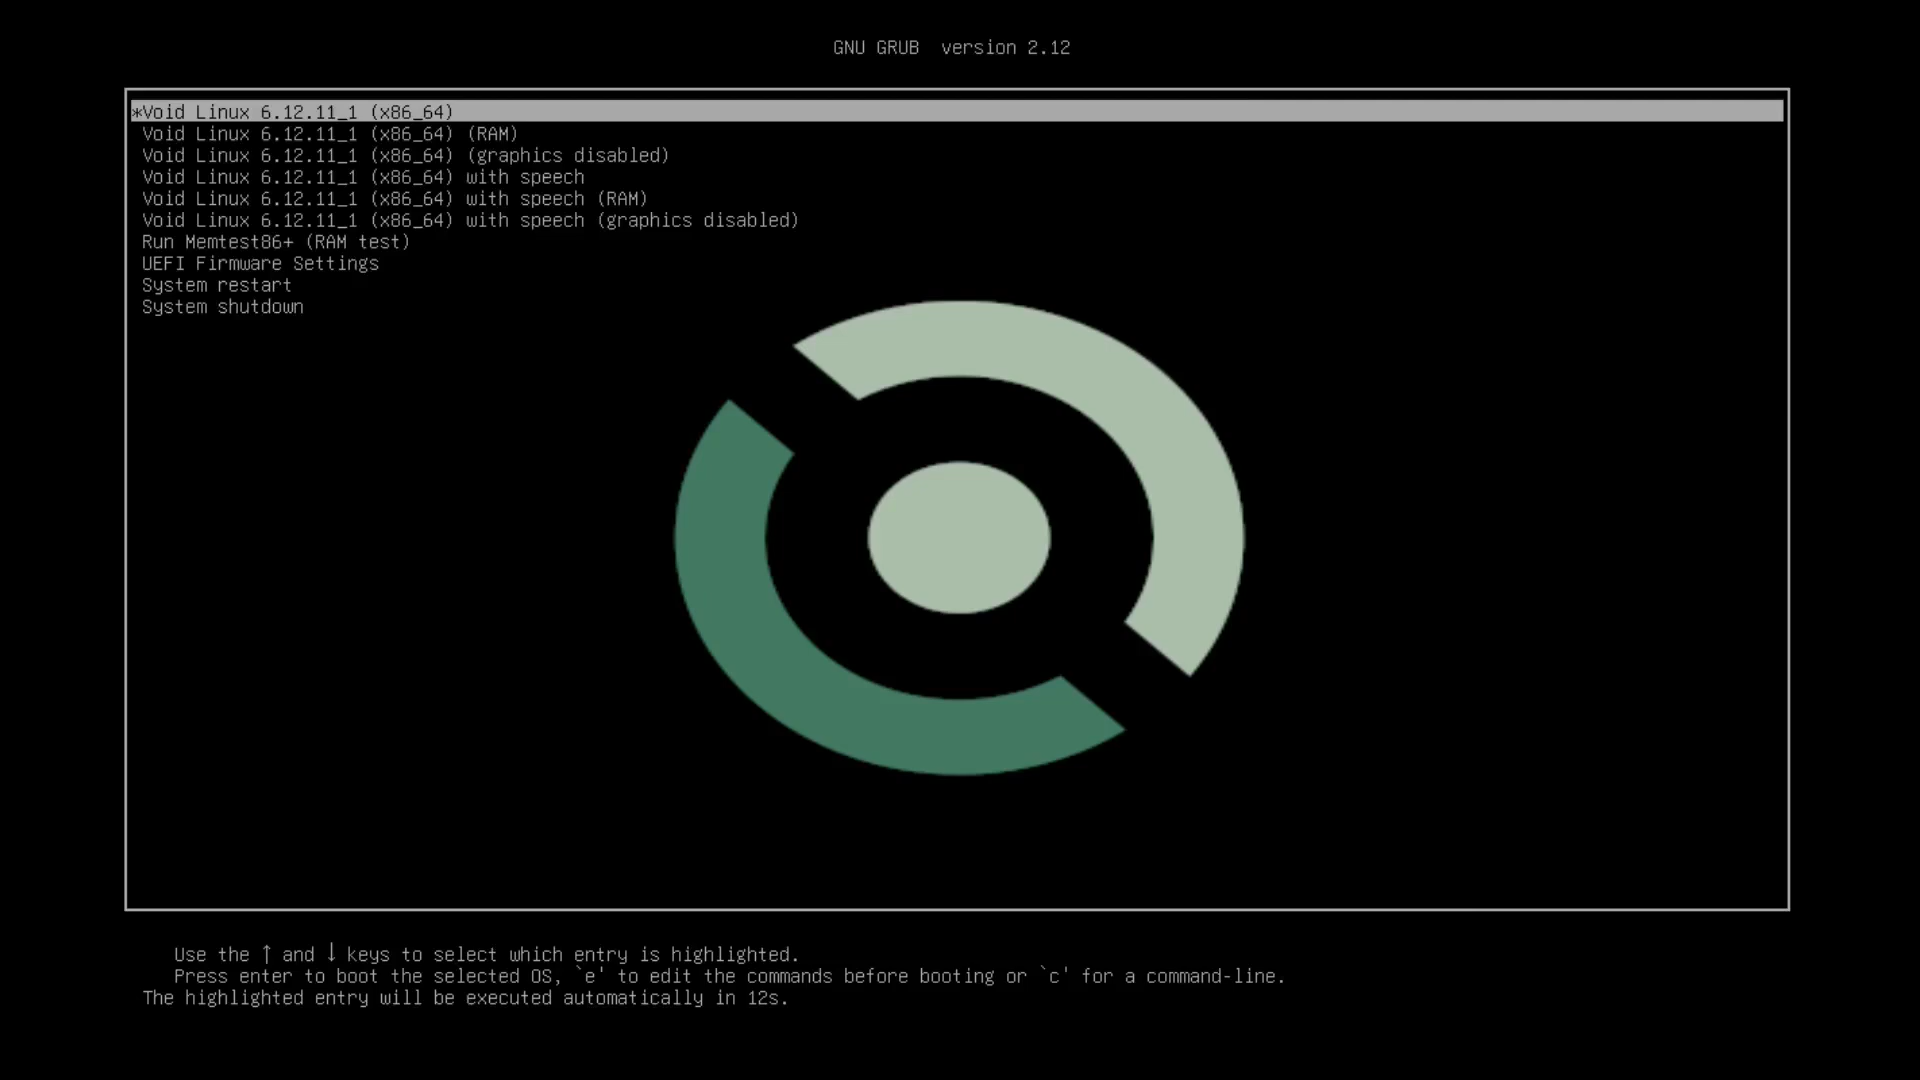 GNU GRUB  version 2.12
*Void Linux 6.12.11_1 (x86_64)
Void Linux 6.12.11_1 (x86_64) (RAM)
Void Linux 6.12.11_1 (x86_64) (graphics disabled)
Void Linux 6.12.11_1 (x86_64) with speech
Void Linux 6.12.11_1 (x86_64) with speech (RAM)
Void Linux 6.12.11_1 (x86_64) with speech (graphics disabled)
Run Memtest86+ (RAM test)
UEFI Firmware Settings
System restart
System shutdown
Use the ↑ and ↓ keys to select which entry is highlighted.
Press enter to boot the selected OS, `e' to edit the commands before booting or `c' for a command-line.
The highlighted entry will be executed automatically in 12s.